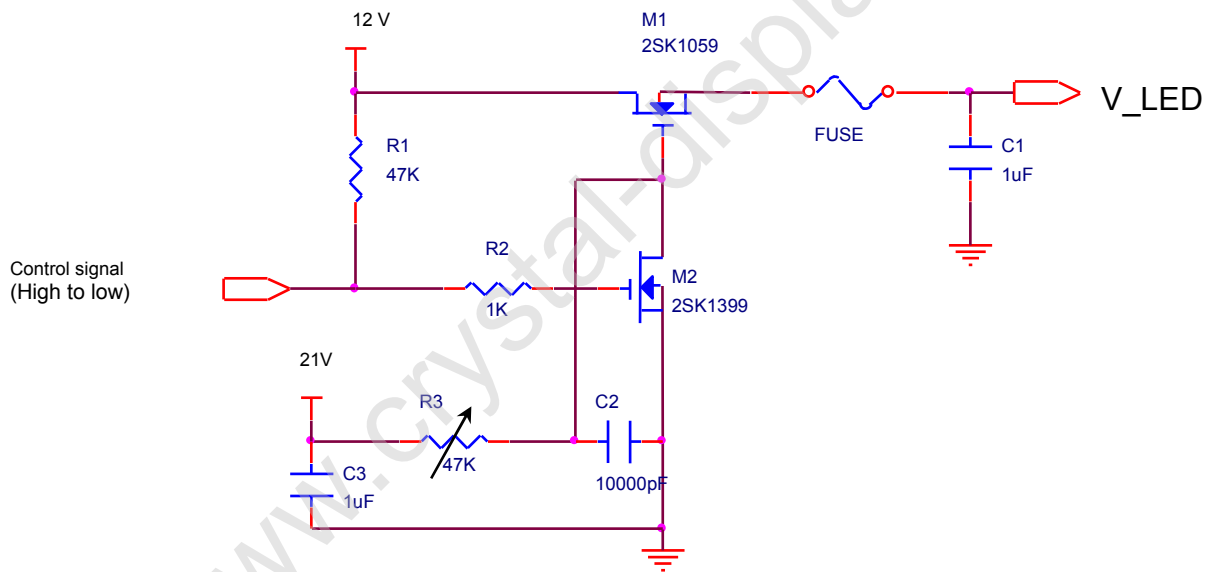 12 V
M1
2SK1059
V_LED
FUSE
R1
47K
C1
1uF
Control signal
(High to low)
R2
1K
M2
2SK1399
21V
R3
47K
C2
10000pF
C3
1uF
www.crystal-displa